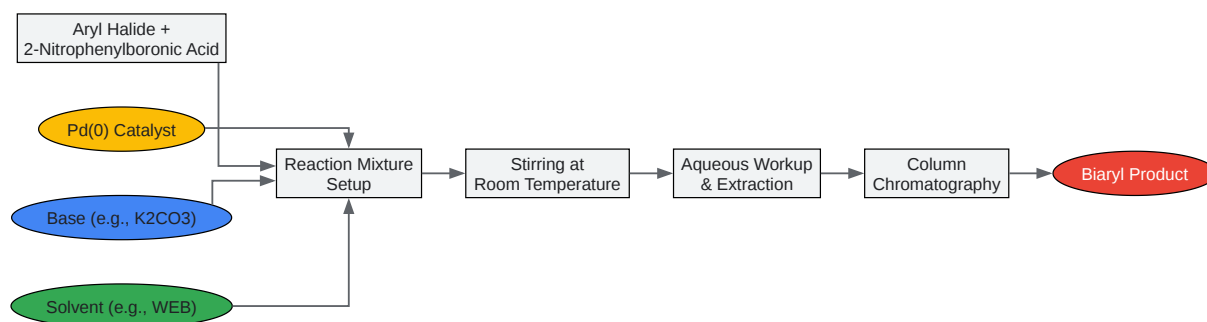 Aryl Halide +
2-Nitrophenylboronic Acid
Pd(0) Catalyst
Base (e.g., K2CO3)
Solvent (e.g., WEB)
Reaction Mixture
Setup
Stirring at
Room Temperature
Aqueous Workup
& Extraction
Column
Chromatography
Biaryl Product